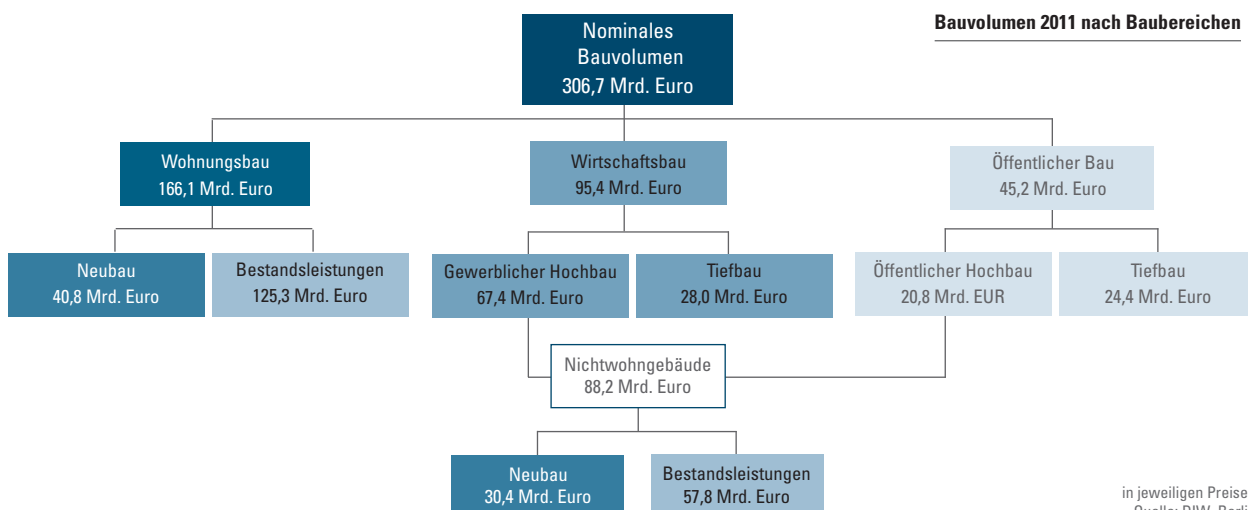 Bauvolumen 2011 nach Baubereichen
Nominales
Bauvolumen
306,7 Mrd. Euro
Wohnungsbau
166,1 Mrd. Euro
Wirtschaftsbau
95,4 Mrd. Euro
Öffentlicher Bau
45,2 Mrd. Euro
Neubau
40,8 Mrd. Euro
Bestandsleistungen
125,3 Mrd. Euro
Gewerblicher Hochbau
67,4 Mrd. Euro
Tiefbau
28,0 Mrd. Euro
Öffentlicher Hochbau
20,8 Mrd. EUR
Tiefbau
24,4 Mrd. Euro
Nichtwohngebäude
88,2 Mrd. Euro
Neubau
30,4 Mrd. Euro
Bestandsleistungen
57,8 Mrd. Euro
in jeweiligen Preise
Quelle: DIW, Berli